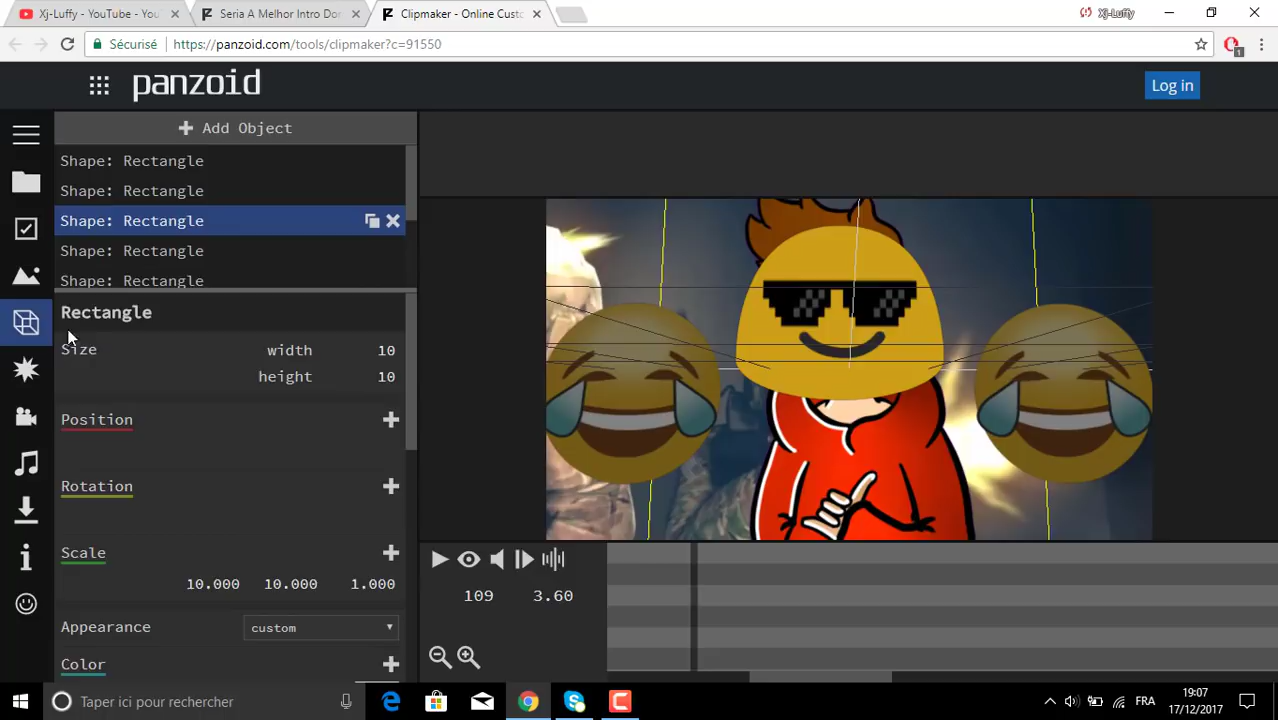 Xj-Luffy - YouTube - You
Seria A Melhor Intro Do
Clipmaker - Online Cust
Xj-Luffy
Sécurisé
https://panzoid.com/tools/clipmaker?c=91550
1
panzoid
Log in
Add Object
Shape: Rectangle
Shape: Rectangle
Shape: Rectangle
Shape: Rectangle
Shape: Rectangle
Rectangle
Size width 10
height 10
Position
Rotation
Scale
10.000 10.000 1.000
Appearance custom
Color
109 3.60
Taper ici pour rechercher
FRA
19:07
17/12/2017